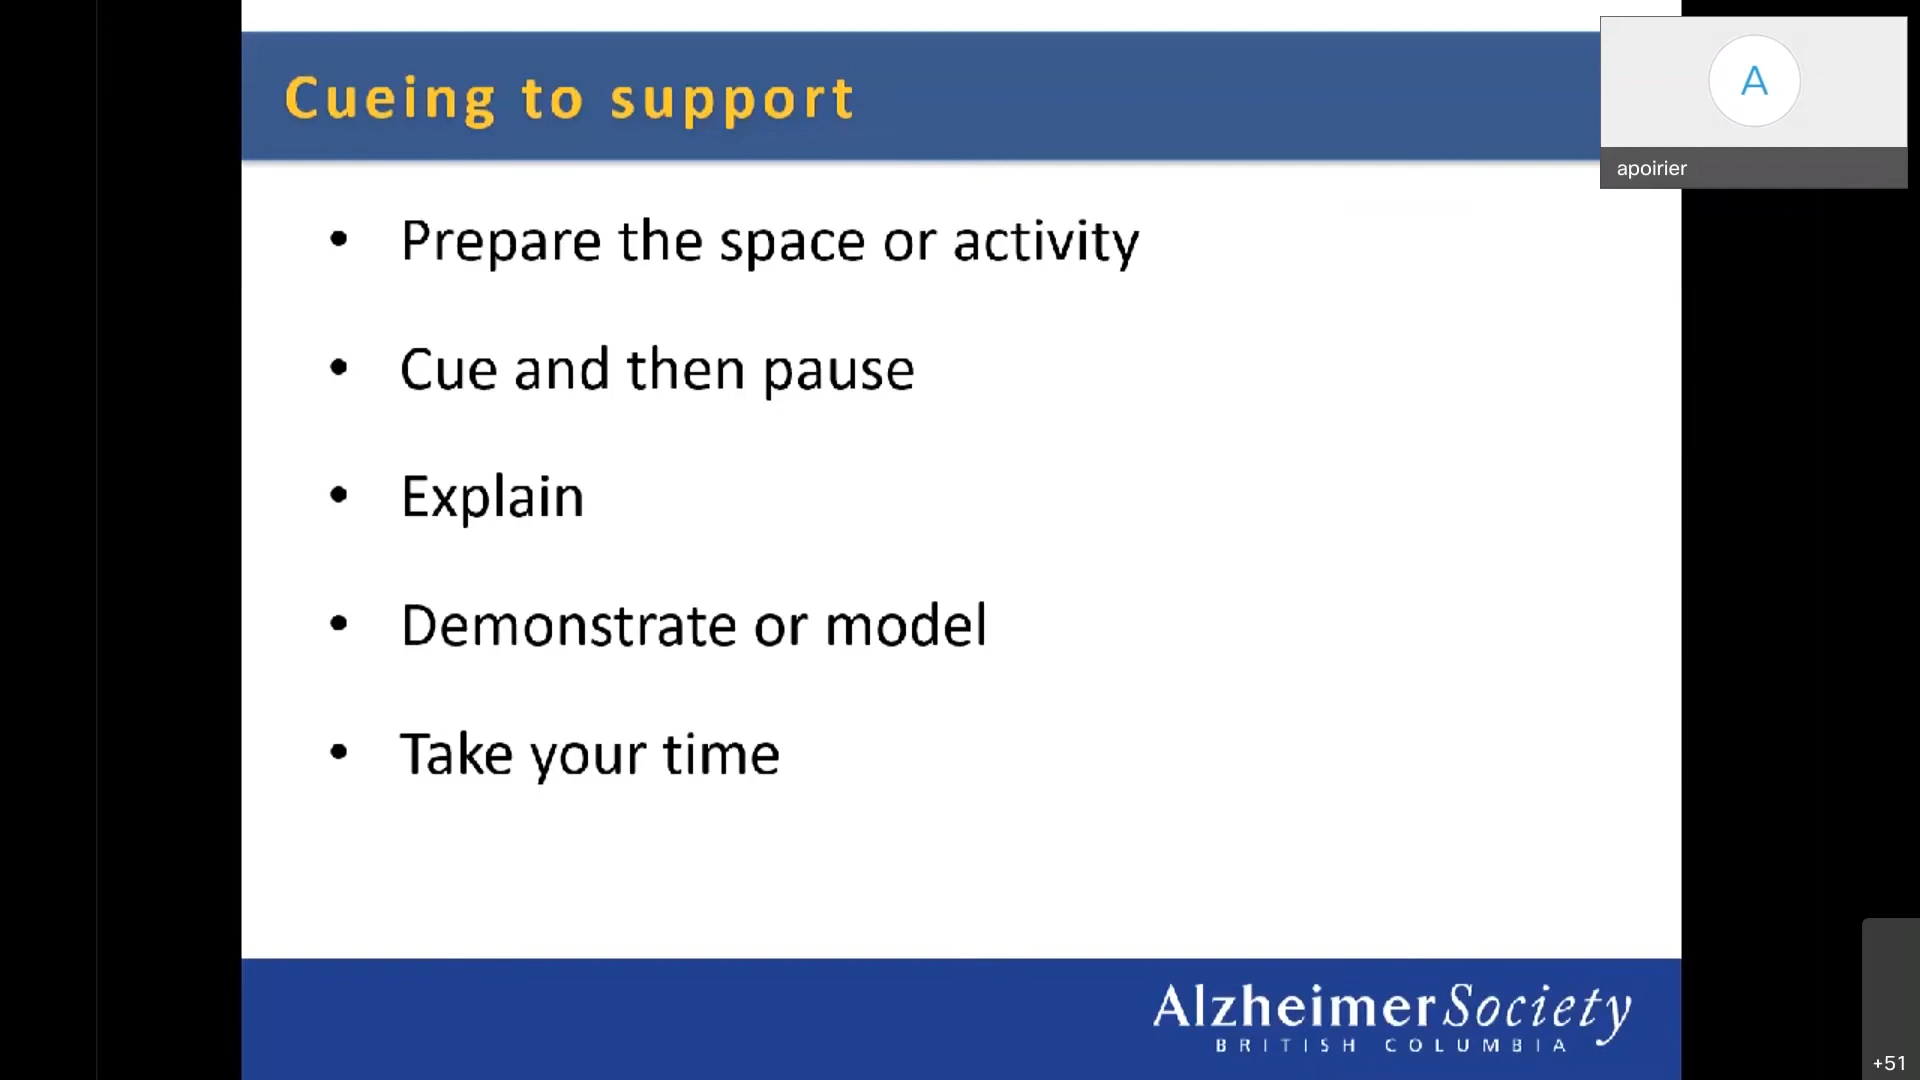 Cueing to support
A
apoirier
• Prepare the space or activity
• Cue and then pause
• Explain
• Demonstrate or model
• Take your time
AlzheimerSociety
BRITISH COLUMBIA
+51